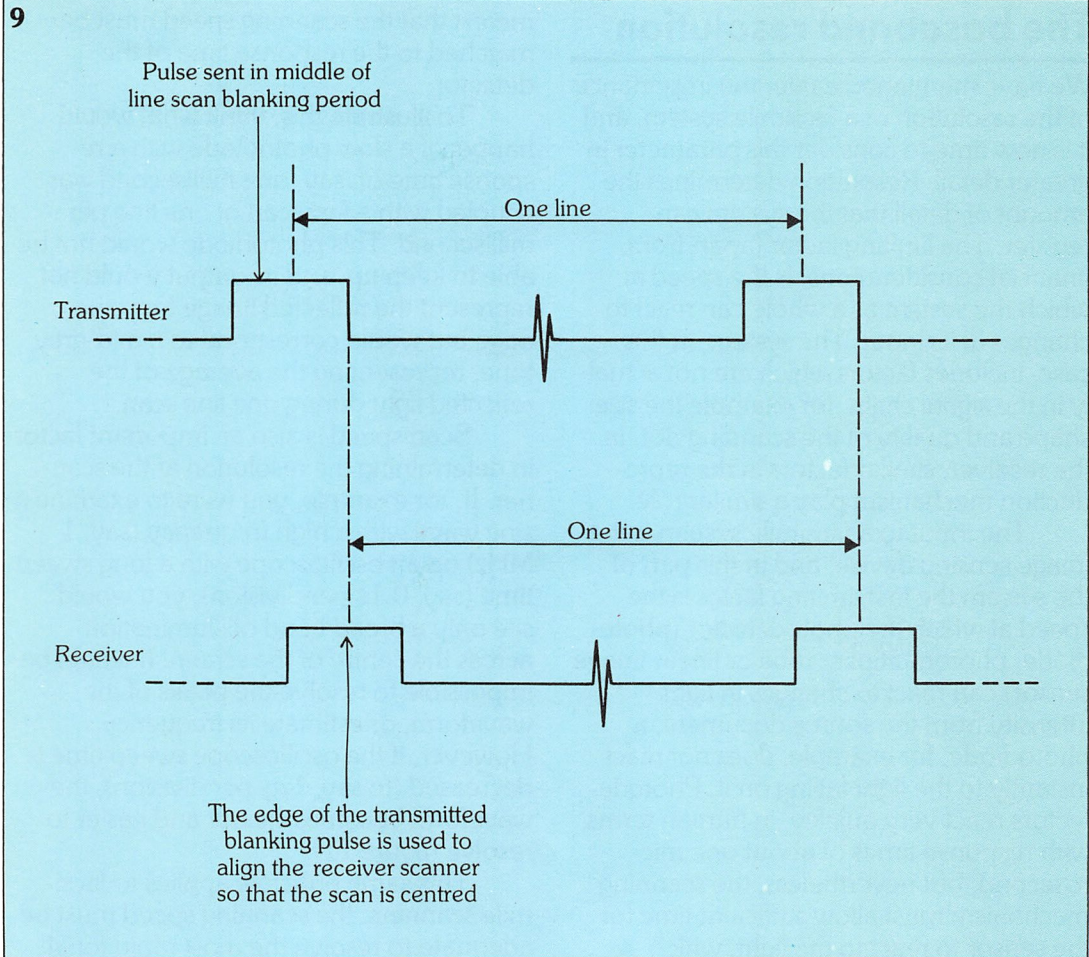 9
Pulse sent in middle of
line scan blanking period
One line
Transmitter
One line
Receiver
The edge of the transmitted
blanking pulse is used to
align the receiver scanner
so that the scan is centred